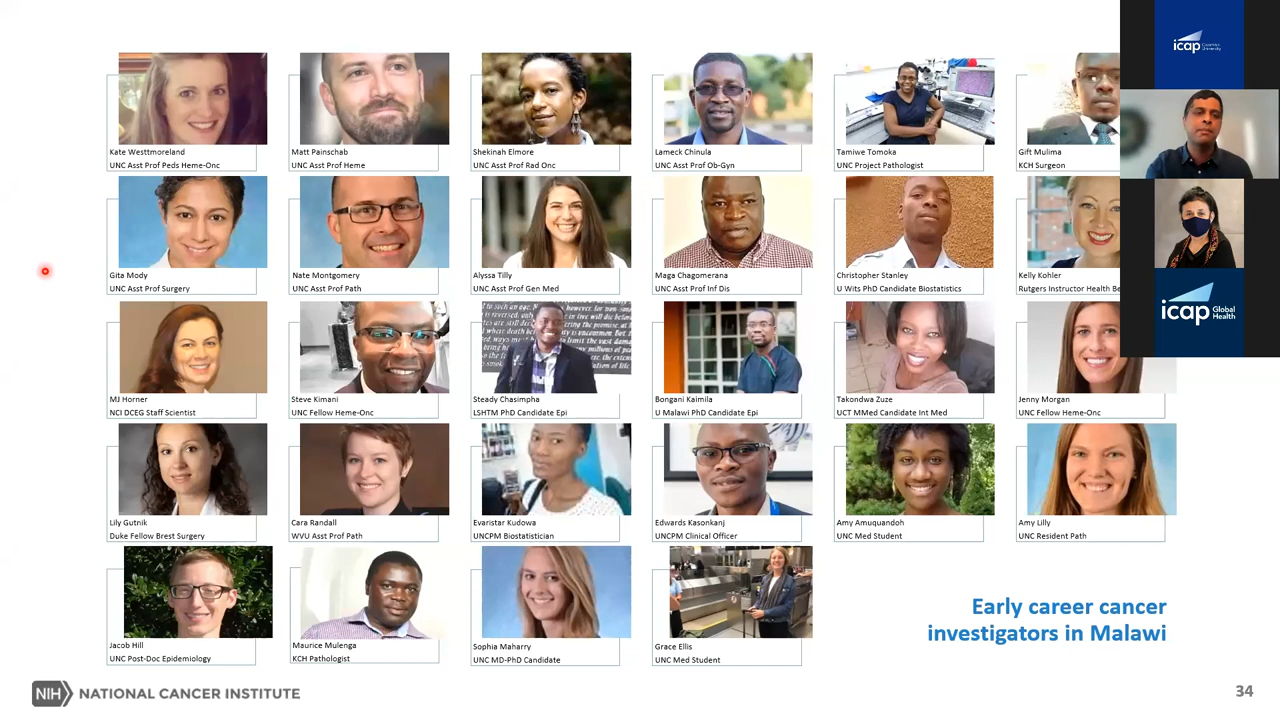 icap Columbia University
Kate Westtmoreland
UNC Asst Prof Peds Heme-Onc
Matt Painschab
UNC Asst Prof Heme
Shekinah Elmore
UNC Asst Prof Rad Onc
Lameck Chinula
UNC Asst Prof Ob-Gyn
Tamiwe Tomoka
UNC Project Pathologist
Gift Mulima
KCH Surgeon
Gita Mody
UNC Asst Prof Surgery
Nate Montgomery
UNC Asst Prof Path
Alyssa Tilly
UNC Asst Prof Gen Med
Maga Chagomerana
UNC Asst Prof Inf Dis
Christopher Stanley
U Wits PhD Candidate Biostatistics
Kelly Kohler
Rutgers Instructor Health Be
icap Global
Health
MJ Horner
NCI DCEG Staff Scientist
Steve Kimani
UNC Fellow Heme-Onc
Steady Chasimpha
LSHTM PhD Candidate Epi
Bongani Kaimila
U Malawi PhD Candidate Epi
Takondwa Zuze
UCT MMed Candidate Int Med
Jenny Morgan
UNC Fellow Heme-Onc
Lily Gutnik
Duke Fellow Brest Surgery
Cara Randall
WVU Asst Prof Path
Evaristar Kudowa
UNCPM Biostatistician
Edwards Kasonkanj
UNCPM Clinical Officer
Amy Amuquandoh
UNC Med Student
Amy Lilly
UNC Resident Path
Jacob Hill
UNC Post-Doc Epidemiology
Maurice Mulenga
KCH Pathologist
Sophia Maharry
UNC MD-PhD Candidate
Grace Ellis
UNC Med Student
Early career cancer
investigators in Malawi
NIH NATIONAL CANCER INSTITUTE
34